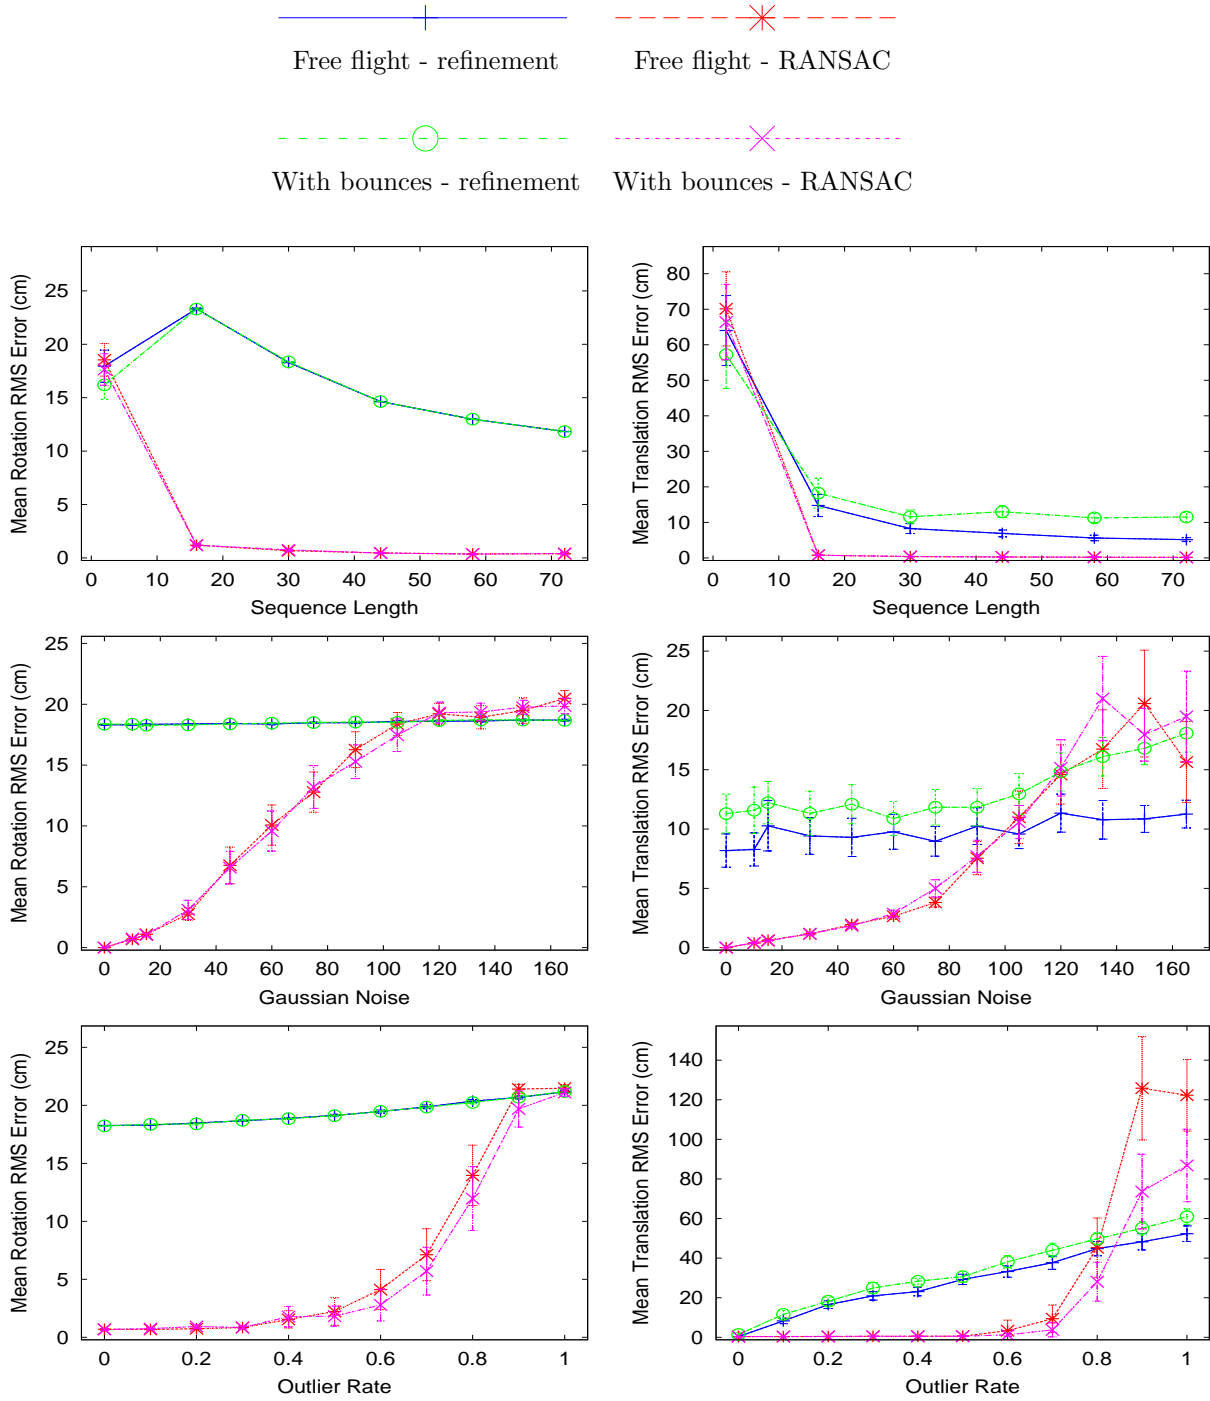 Free flight - refinement
Free flight - RANSAC
With bounces - refinement
With bounces - RANSAC
Mean Rotation RMS Error (cm)
25
20
15
10
5
0
0 10 20 30 40 50 60 70
Sequence Length
Mean Translation RMS Error (cm)
80
70
60
50
40
30
20
10
0
0 10 20 30 40 50 60 70
Sequence Length
Mean Rotation RMS Error (cm)
25
20
15
10
5
0
0 20 40 60 80 100 120 140 160
Gaussian Noise
Mean Translation RMS Error (cm)
25
20
15
10
5
0
0 20 40 60 80 100 120 140 160
Gaussian Noise
Mean Rotation RMS Error (cm)
25
20
15
10
5
0
0 0.2 0.4 0.6 0.8 1
Outlier Rate
Mean Translation RMS Error (cm)
140
120
100
80
60
40
20
0
0 0.2 0.4 0.6 0.8 1
Outlier Rate